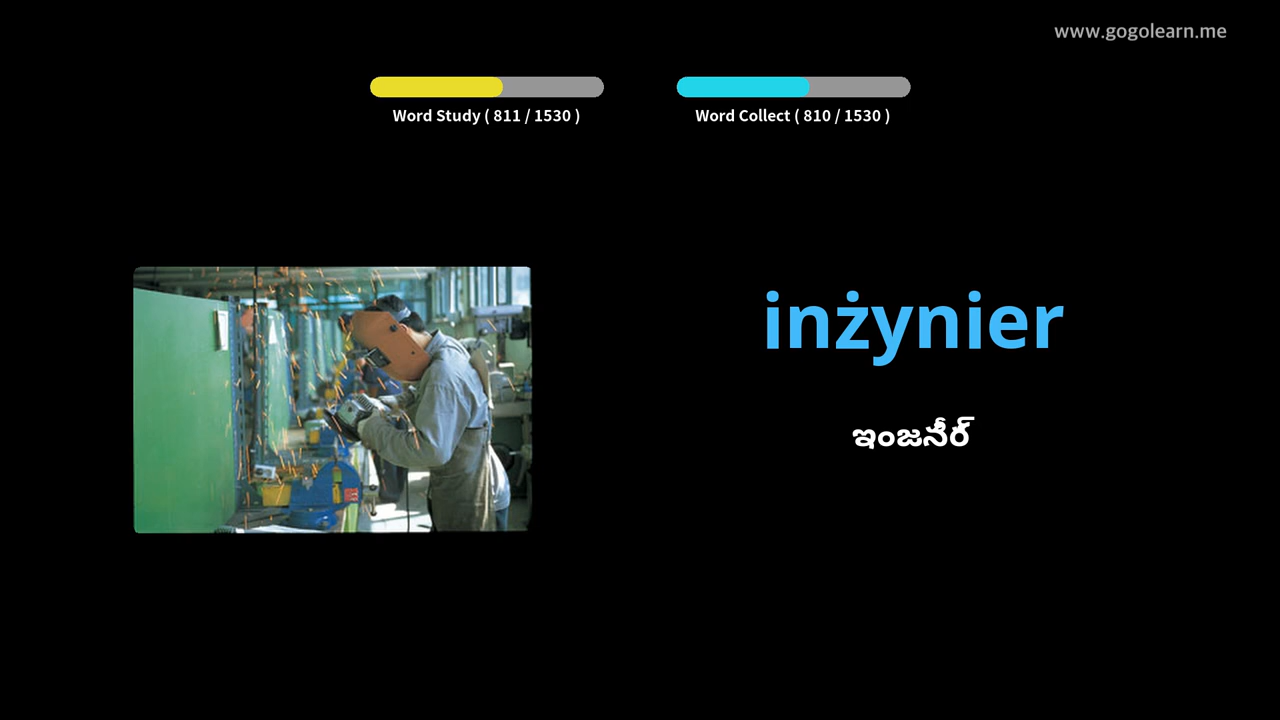 www.gogolearn.me
Word Study ( 811 / 1530 )
Word Collect ( 810 / 1530 )
inżynier
ఇంజనీర్